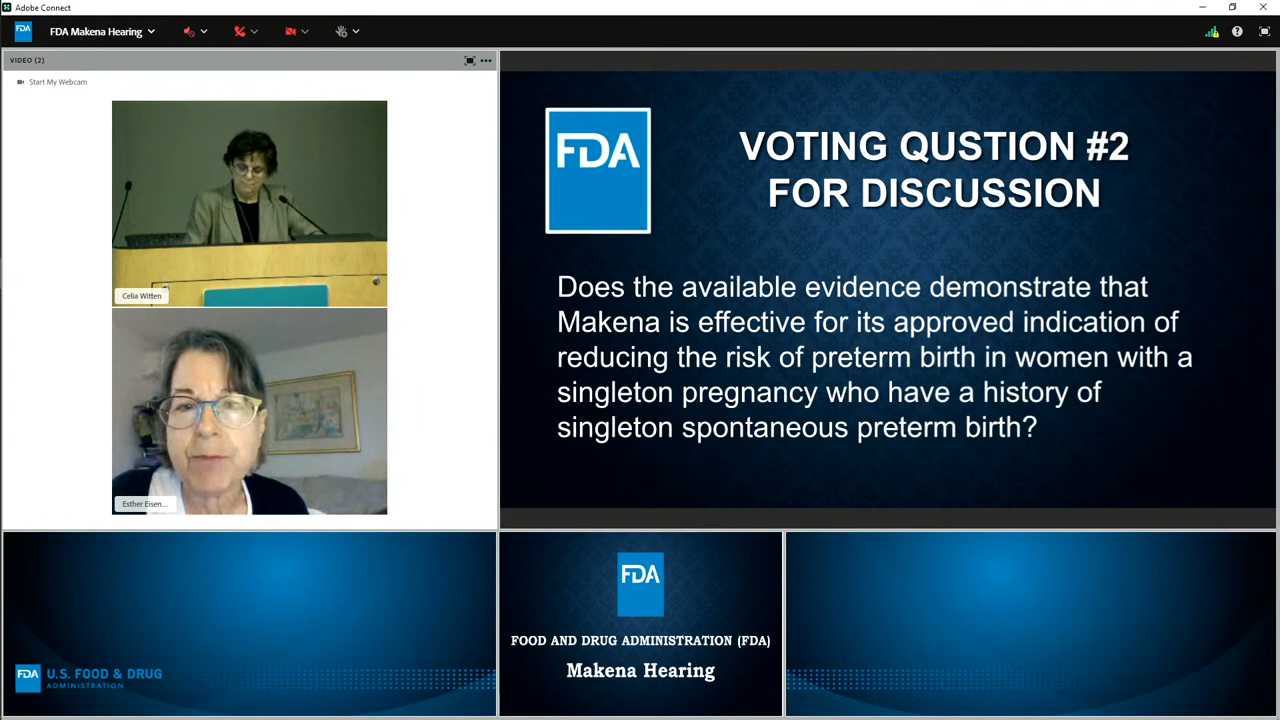 Adobe Connect
FDA
FDA Makena Hearing
VIDEO (2)
Start My Webcam
Celia Witten
Esther Eisen...
FDA
VOTING QUSTION #2
FOR DISCUSSION
Does the available evidence demonstrate that
Makena is effective for its approved indication of
reducing the risk of preterm birth in women with a
singleton pregnancy who have a history of
singleton spontaneous preterm birth?
FDA
U.S. FOOD & DRUG
ADMINISTRATION
FDA
FOOD AND DRUG ADMINISTRATION (FDA)
Makena Hearing